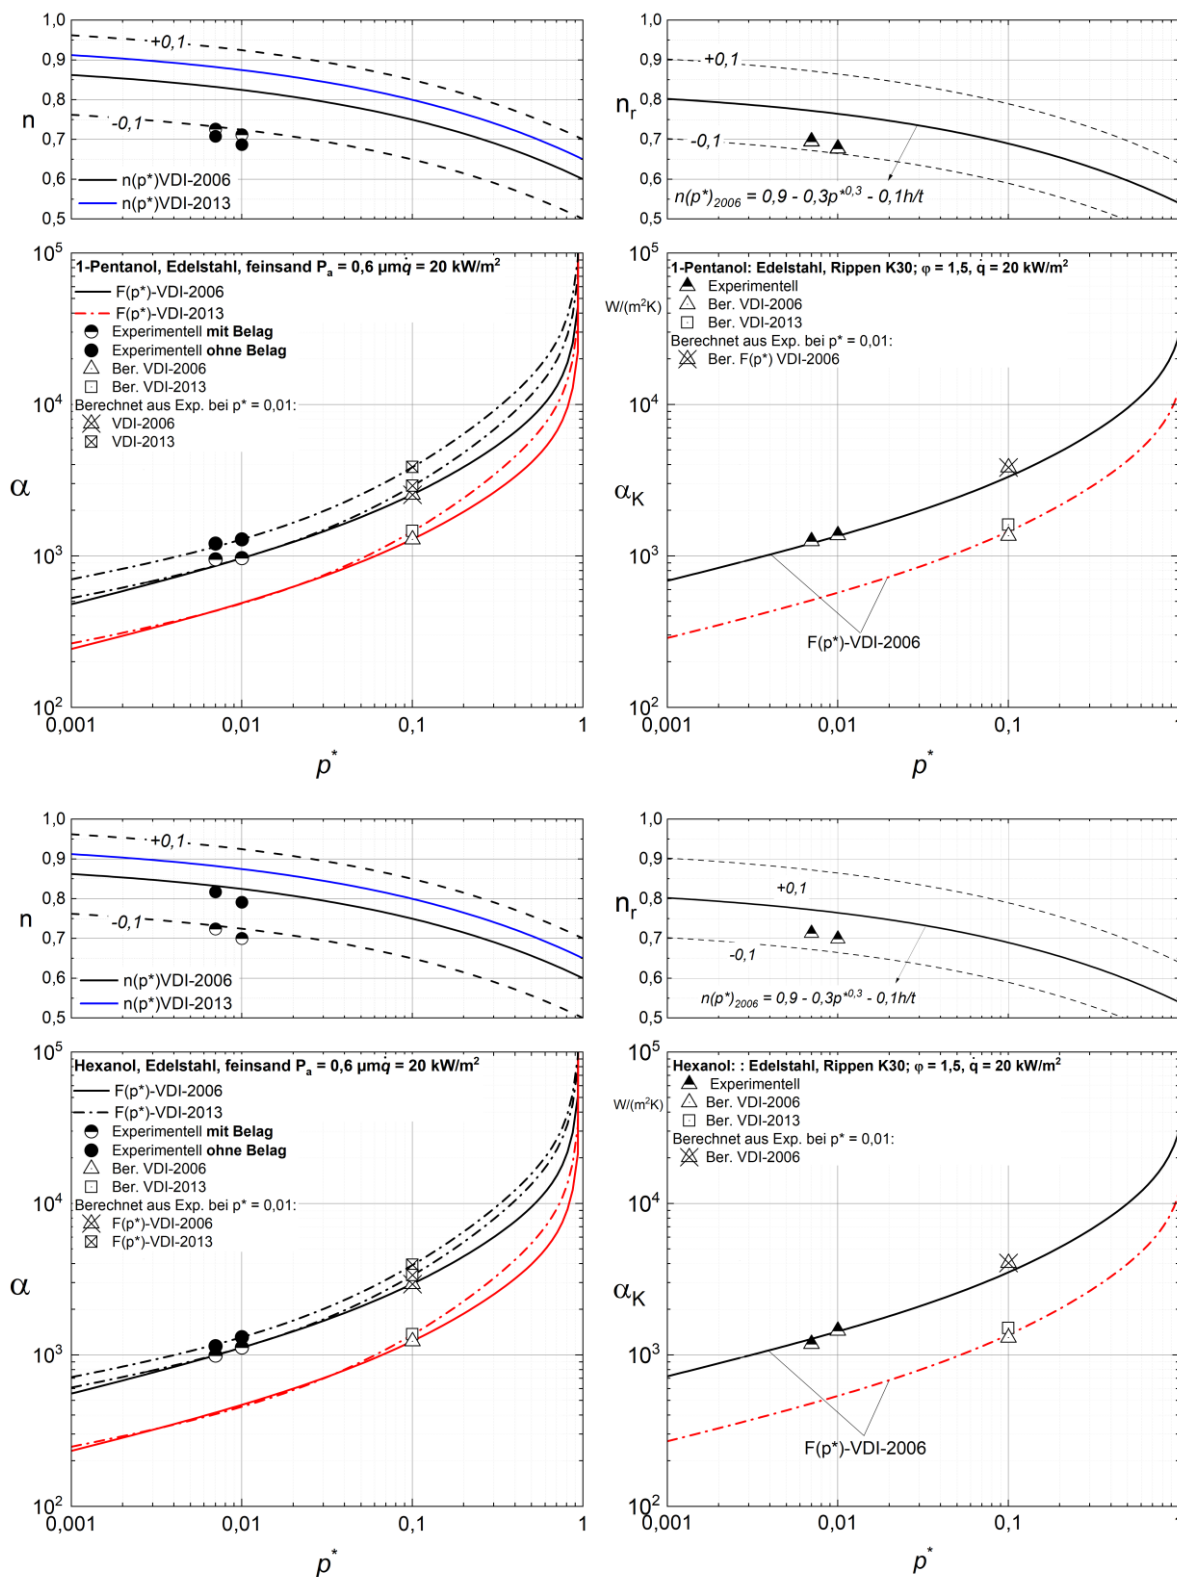 1,0
0,9
0,8
0,7
0,6
0,5
n
+0,1
-0,1
n(p*)VDI-2006
n(p*)VDI-2013
1,0
0,9
0,8
0,7
0,6
0,5
n_r
+0,1
-0,1
n(p*)_2006 = 0,9 - 0,3p*^0,3 - 0,1h/t
10^5
10^4
10^3
10^2
α
1-Pentanol, Edelstahl, feinsand P_a = 0,6 µmq̇ = 20 kW/m²
F(p*)-VDI-2006
F(p*)-VDI-2013
Experimentell mit Belag
Experimentell ohne Belag
Ber. VDI-2006
Ber. VDI-2013
Berechnet aus Exp. bei p* = 0,01:
VDI-2006
VDI-2013
0,001
0,01
0,1
1
p*
10^5
W/(m²K)
10^4
10^3
10^2
α_K
1-Pentanol: Edelstahl, Rippen K30; φ = 1,5, q̇ = 20 kW/m²
Experimentell
Ber. VDI-2006
Ber. VDI-2013
Berechnet aus Exp. bei p* = 0,01:
Ber. F(p*) VDI-2006
F(p*)-VDI-2006
0,001
0,01
0,1
1
p*
1,0
0,9
0,8
0,7
0,6
0,5
n
+0,1
-0,1
n(p*)VDI-2006
n(p*)VDI-2013
1,0
0,9
0,8
0,7
0,6
0,5
n_r
+0,1
-0,1
n(p*)_2006 = 0,9 - 0,3p*^0,3 - 0,1h/t
10^5
10^4
10^3
10^2
α
Hexanol, Edelstahl, feinsand P_a = 0,6 µmq̇ = 20 kW/m²
F(p*)-VDI-2006
F(p*)-VDI-2013
Experimentell mit Belag
Experimentell ohne Belag
Ber. VDI-2006
Ber. VDI-2013
Berechnet aus Exp. bei p* = 0,01:
F(p*)-VDI-2006
F(p*)-VDI-2013
0,001
0,01
0,1
1
p*
10^5
W/(m²K)
10^4
10^3
10^2
α_K
Hexanol: : Edelstahl, Rippen K30; φ = 1,5, q̇ = 20 kW/m²
Experimentell
Ber. VDI-2006
Ber. VDI-2013
Berechnet aus Exp. bei p* = 0,01:
Ber. VDI-2006
F(p*)-VDI-2006
0,001
0,01
0,1
1
p*